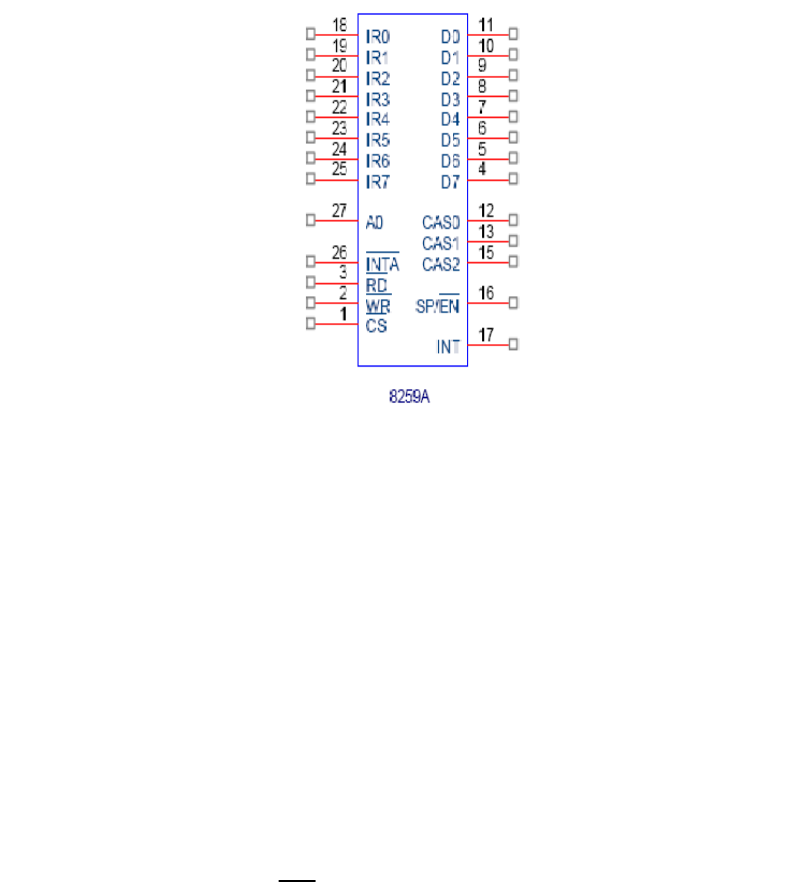 18 IR0 D0 11
19 IR1 D1 10
20 IR2 D2 9
21 IR3 D3 8
22 IR4 D4 7
23 IR5 D5 6
24 IR6 D6 5
25 IR7 D7 4
27 A0 CAS0 12
CAS1 13
26 INTA CAS2 15
3 RD
2 WR SP/EN 16
1 CS
INT 17
8259A